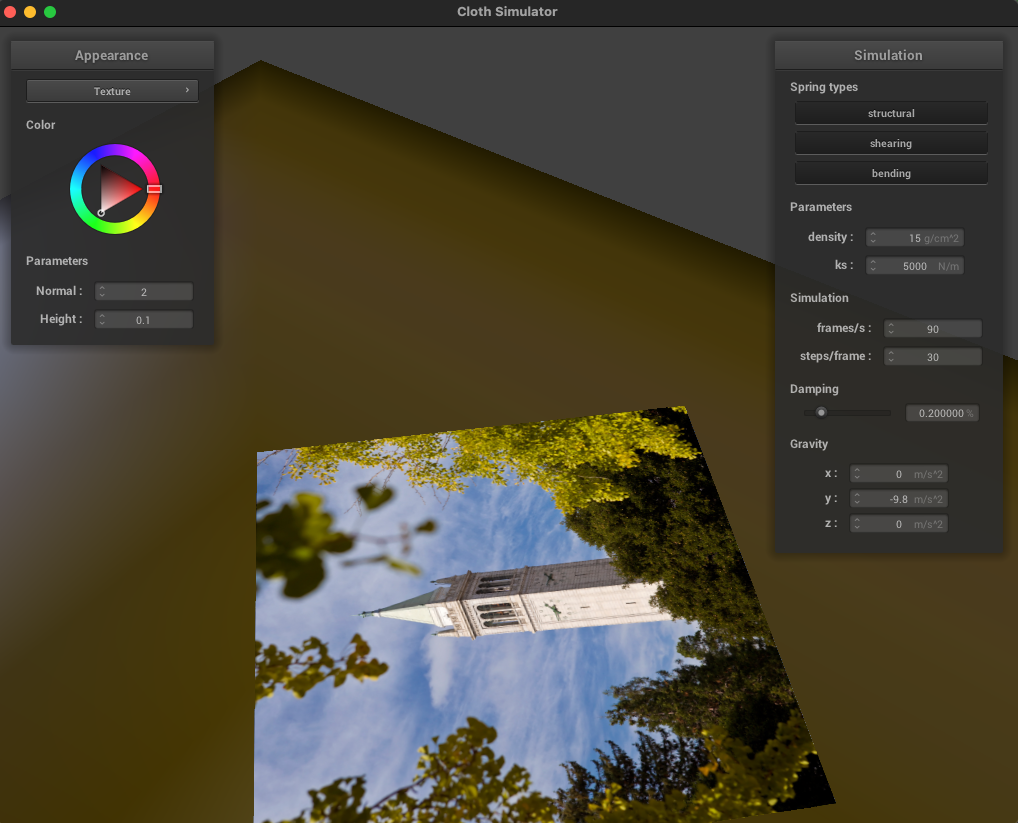 Cloth Simulator
Appearance
Texture
Color
Parameters
Normal : 2
Height : 0.1
Simulation
Spring types
structural
shearing
bending
Parameters
density : 15 g/cm^2
ks : 5000 N/m
Simulation
frames/s : 90
steps/frame : 30
Damping
0.200000 %
Gravity
x : 0 m/s^2
y : -9.8 m/s^2
z : 0 m/s^2